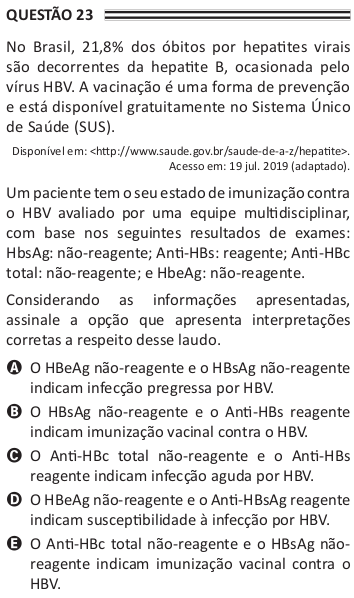 QUESTÃO 23
No Brasil, 21,8% dos óbitos por hepatites virais
são decorrentes da hepatite B, ocasionada pelo
vírus HBV. A vacinação é uma forma de prevenção
e está disponível gratuitamente no Sistema Único
de Saúde (SUS).
Disponível em: <http://www.saude.gov.br/saude-de-a-z/hepatite>.
Acesso em: 19 jul. 2019 (adaptado).
Um paciente tem o seu estado de imunização contra
o HBV avaliado por uma equipe multidisciplinar,
com base nos seguintes resultados de exames:
HbsAg: não-reagente; Anti-HBs: reagente; Anti-HBc
total: não-reagente; e HbeAg: não-reagente.
Considerando as informações apresentadas,
assinale a opção que apresenta interpretações
corretas a respeito desse laudo.
A O HBeAg não-reagente e o HBsAg não-reagente
indicam infecção pregressa por HBV.
B O HBsAg não-reagente e o Anti-HBs reagente
indicam imunização vacinal contra o HBV.
C O Anti-HBc total não-reagente e o Anti-HBs
reagente indicam infecção aguda por HBV.
D O HBeAg não-reagente e o Anti-HBsAg reagente
indicam susceptibilidade à infecção por HBV.
E O Anti-HBc total não-reagente e o HBsAg não-
reagente indicam imunização vacinal contra o
HBV.